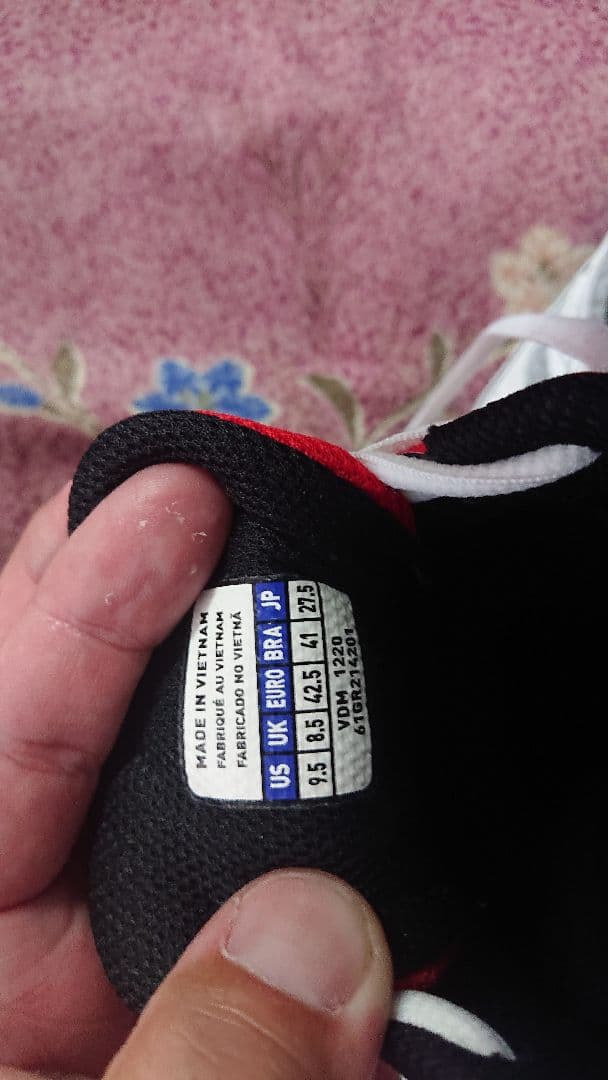 MADE IN VIETNAM
FABRIQUÉ AU VIETNAM
FABRICADO NO VIETNÃ
US UK EURO BRA JP
9.5 8.5 42.5 41 27.5
VDM 1220
61GR214201